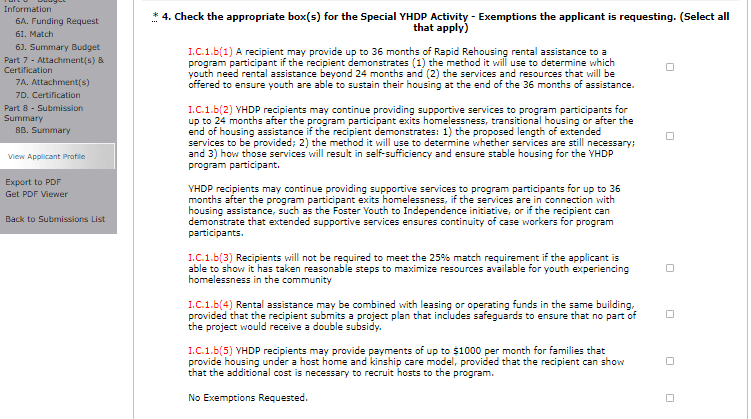 Information
6A. Funding Request
6I. Match
6J. Summary Budget
Part 7 - Attachment(s) &
Certification
7A. Attachment(s)
7D. Certification
Part 8 - Submission
Summary
8B. Summary
View Applicant Profile
Export to PDF
Get PDF Viewer
Back to Submissions List
* 4. Check the appropriate box(s) for the Special YHDP Activity - Exemptions the applicant is requesting. (Select all
that apply)
I.C.1.b(1) A recipient may provide up to 36 months of Rapid Rehousing rental assistance to a
program participant if the recipient demonstrates (1) the method it will use to determine which
youth need rental assistance beyond 24 months and (2) the services and resources that will be
offered to ensure youth are able to sustain their housing at the end of the 36 months of assistance.
I.C.1.b(2) YHDP recipients may continue providing supportive services to program participants for
up to 24 months after the program participant exits homelessness, transitional housing or after the
end of housing assistance if the recipient demonstrates: 1) the proposed length of extended
services to be provided; 2) the method it will use to determine whether services are still necessary;
and 3) how those services will result in self-sufficiency and ensure stable housing for the YHDP
program participant.
YHDP recipients may continue providing supportive services to program participants for up to 36
months after the program participant exits homelessness, if the services are in connection with
housing assistance, such as the Foster Youth to Independence initiative, or if the recipient can
demonstrate that extended supportive services ensures continuity of case workers for program
participants.
I.C.1.b(3) Recipients will not be required to meet the 25% match requirement if the applicant is
able to show it has taken reasonable steps to maximize resources available for youth experiencing
homelessness in the community
I.C.1.b(4) Rental assistance may be combined with leasing or operating funds in the same building,
provided that the recipient submits a project plan that includes safeguards to ensure that no part of
the project would receive a double subsidy.
I.C.1.b(5) YHDP recipients may provide payments of up to $1000 per month for families that
provide housing under a host home and kinship care model, provided that the recipient can show
that the additional cost is necessary to recruit hosts to the program.
No Exemptions Requested.